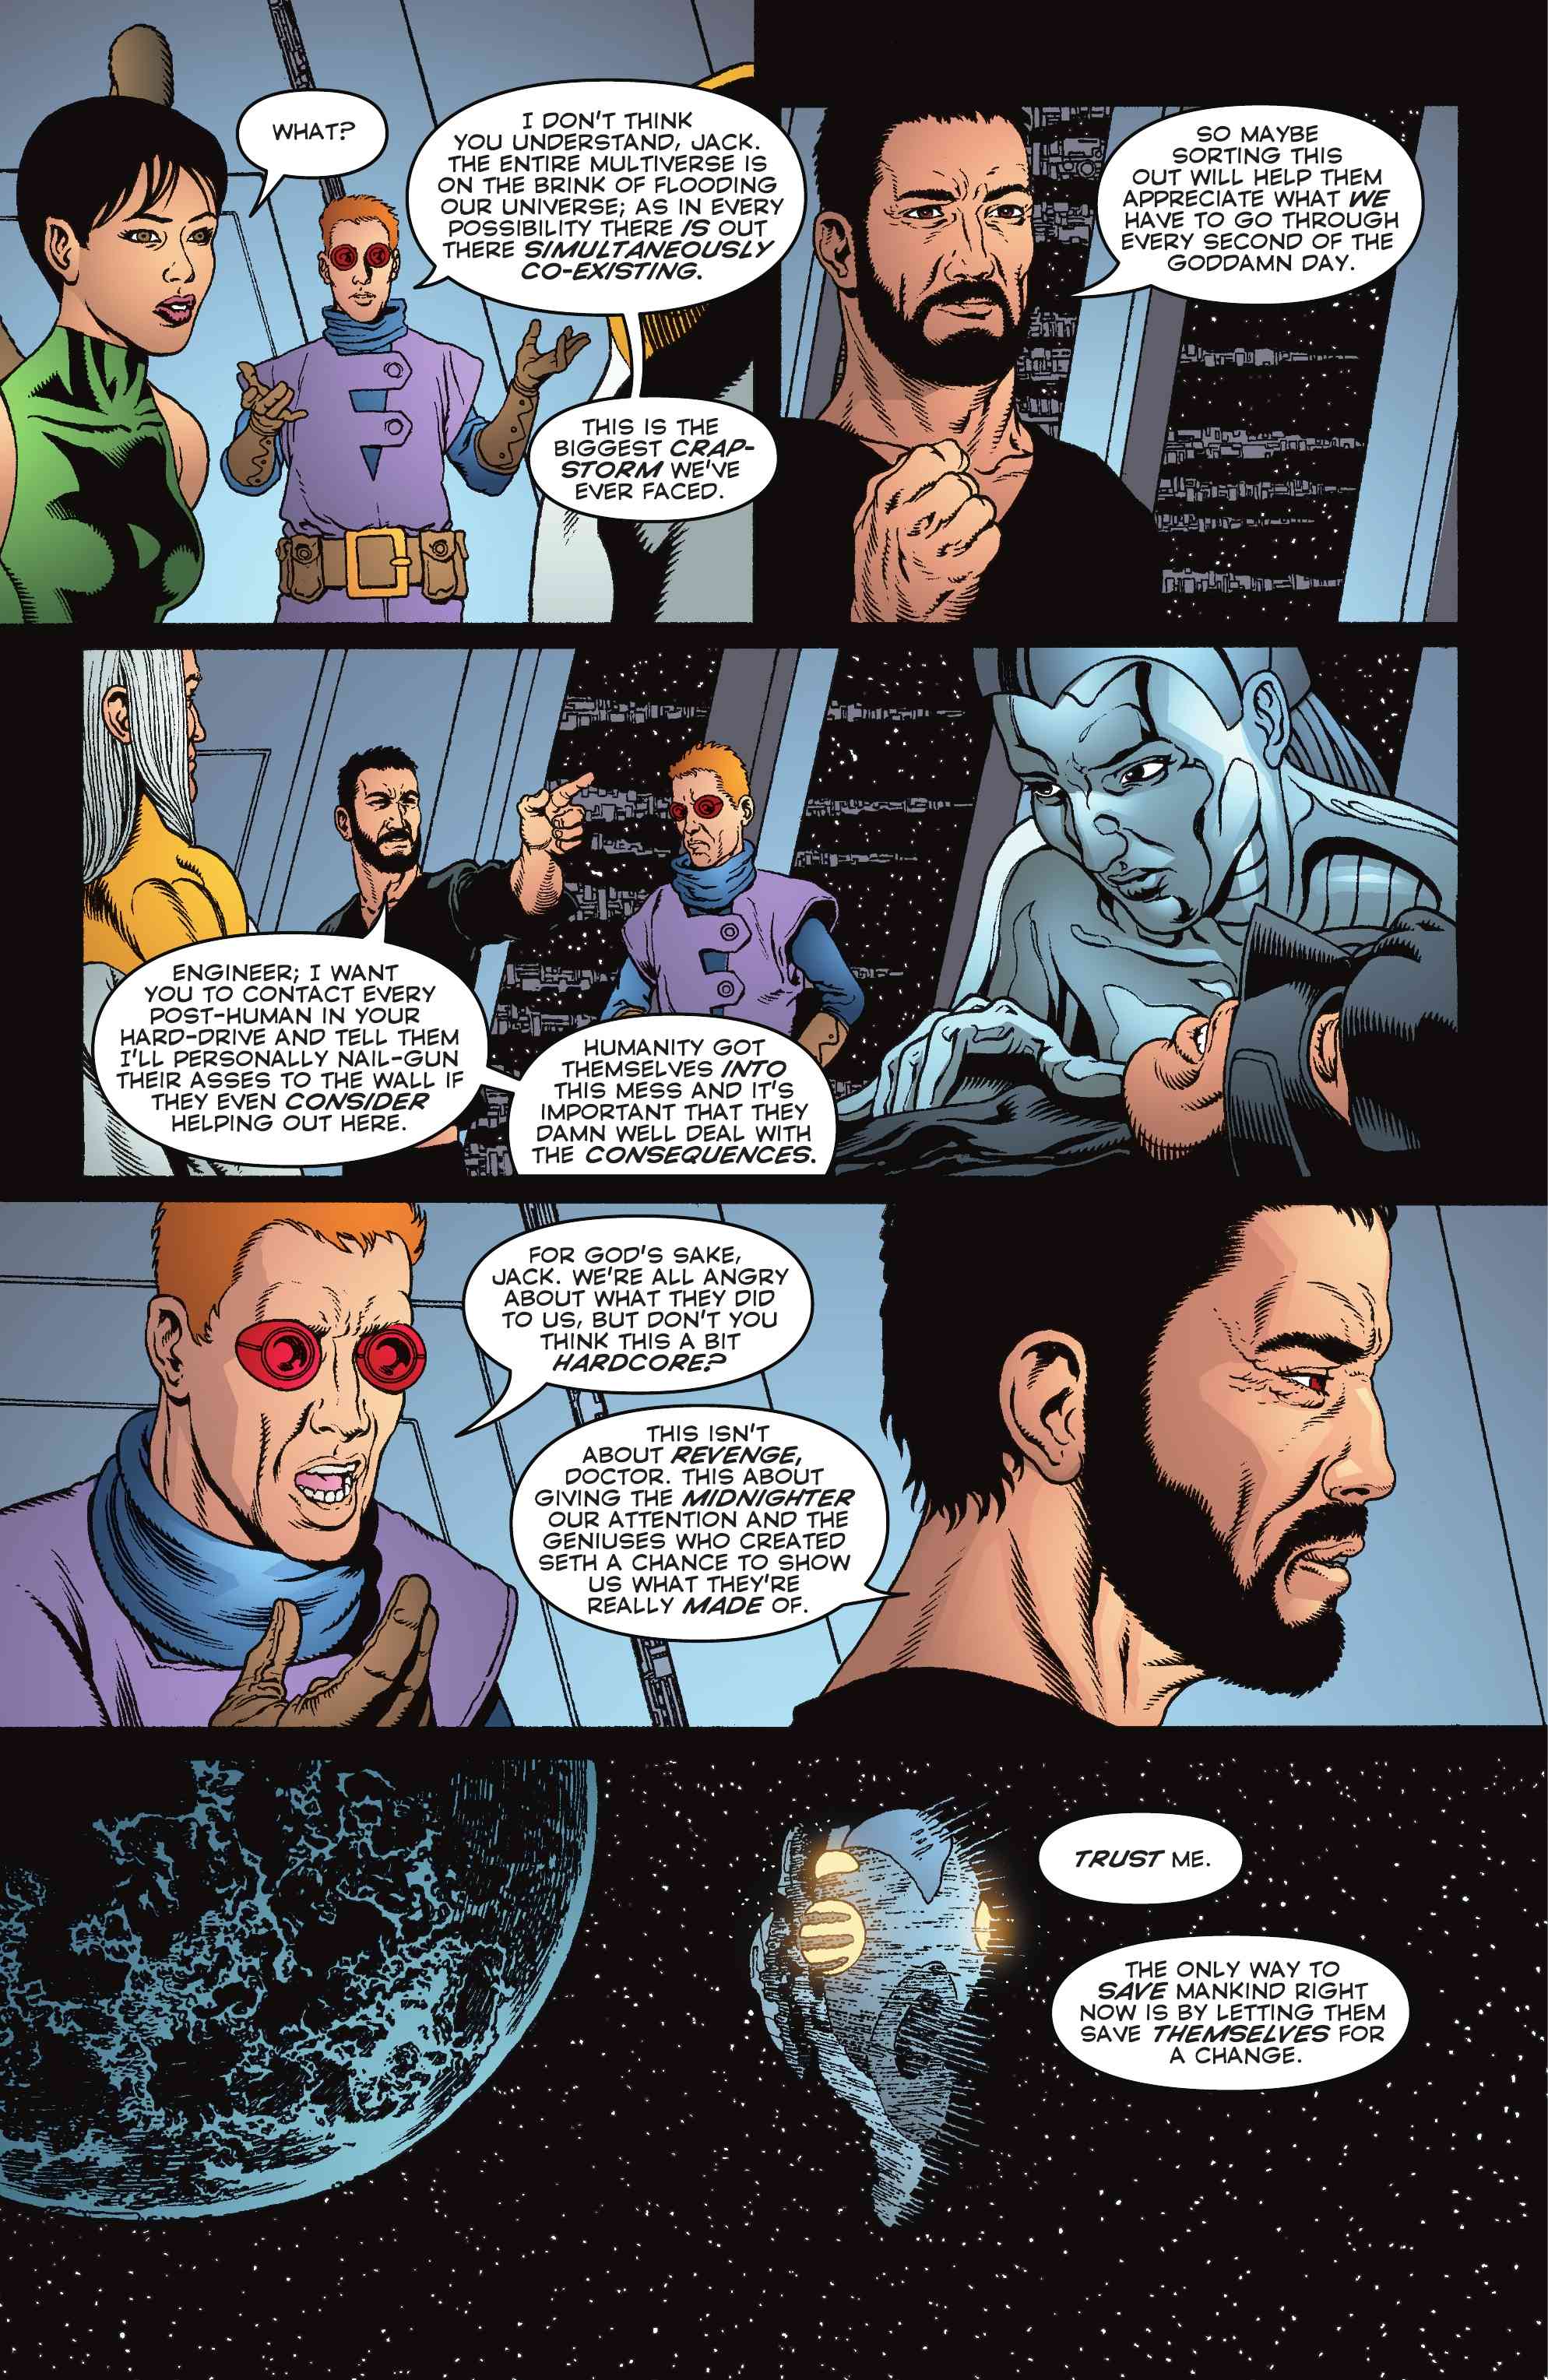 WHAT?
I DON'T THINK
YOU UNDERSTAND, JACK.
THE ENTIRE MULTIVERSE IS
ON THE BRINK OF FLOODING
OUR UNIVERSE; AS IN EVERY
POSSIBILITY THERE IS OUT
THERE SIMULTANEOUSLY
CO-EXISTING.
THIS IS THE
BIGGEST CRAP-
STORM WE'VE
EVER FACED.
SO MAYBE
SORTING THIS
OUT WILL HELP THEM
APPRECIATE WHAT WE
HAVE TO GO THROUGH
EVERY SECOND OF THE
GODDAMN DAY.
ENGINEER; I WANT
YOU TO CONTACT EVERY
POST-HUMAN IN YOUR
HARD-DRIVE AND TELL THEM
I'LL PERSONALLY NAIL-GUN
THEIR ASSES TO THE WALL IF
THEY EVEN CONSIDER
HELPING OUT HERE.
HUMANITY GOT
THEMSELVES INTO
THIS MESS AND IT'S
IMPORTANT THAT THEY
DAMN WELL DEAL WITH
THE CONSEQUENCES.
FOR GOD'S SAKE,
JACK. WE'RE ALL ANGRY
ABOUT WHAT THEY DID
TO US, BUT DON'T YOU
THINK THIS A BIT
HARDCORE?
THIS ISN'T
ABOUT REVENGE,
DOCTOR. THIS ABOUT
GIVING THE MIDNIGHTER
OUR ATTENTION AND THE
GENIUSES WHO CREATED
SETH A CHANCE TO SHOW
US WHAT THEY'RE
REALLY MADE OF.
TRUST ME.
THE ONLY WAY TO
SAVE MANKIND RIGHT
NOW IS BY LETTING THEM
SAVE THEMSELVES FOR
A CHANGE.